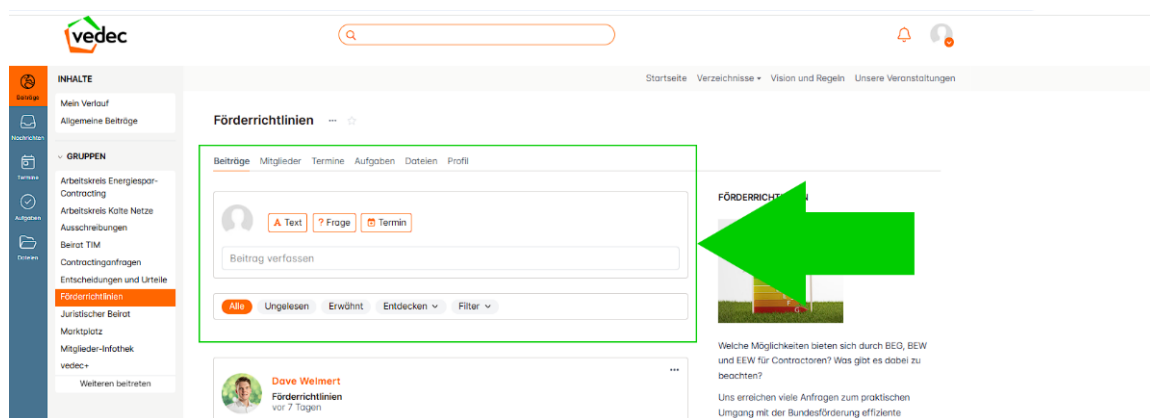 vedec
Beiträge
Nachrichten
Termine
Aufgaben
Dateien
INHALTE
Mein Verlauf
Allgemeine Beiträge
GRUPPEN
Arbeitskreis Energiespar-
Contracting
Arbeitskreis Kalte Netze
Ausschreibungen
Beirat TIM
Contractinganfragen
Entscheidungen und Urteile
Förderrichtlinien
Juristischer Beirat
Marktplatz
Mitglieder-Infothek
vedec+
Weiteren beitreten
Startseite Verzeichnisse Vision und Regeln Unsere Veranstaltungen
Förderrichtlinien ...
Beiträge Mitglieder Termine Aufgaben Dateien Profil
A Text ? Frage Termin
Beitrag verfassen
Alle Ungelesen Erwähnt Entdecken Filter
Dave Welmert ...
Förderrichtlinien
vor 7 Tagen
Welche Möglichkeiten bieten sich durch BEG, BEW
und EEW für Contractoren? Was gibt es dabei zu
beachten?
Uns erreichen viele Anfragen zum praktischen
Umgang mit der Bundesförderung effiziente